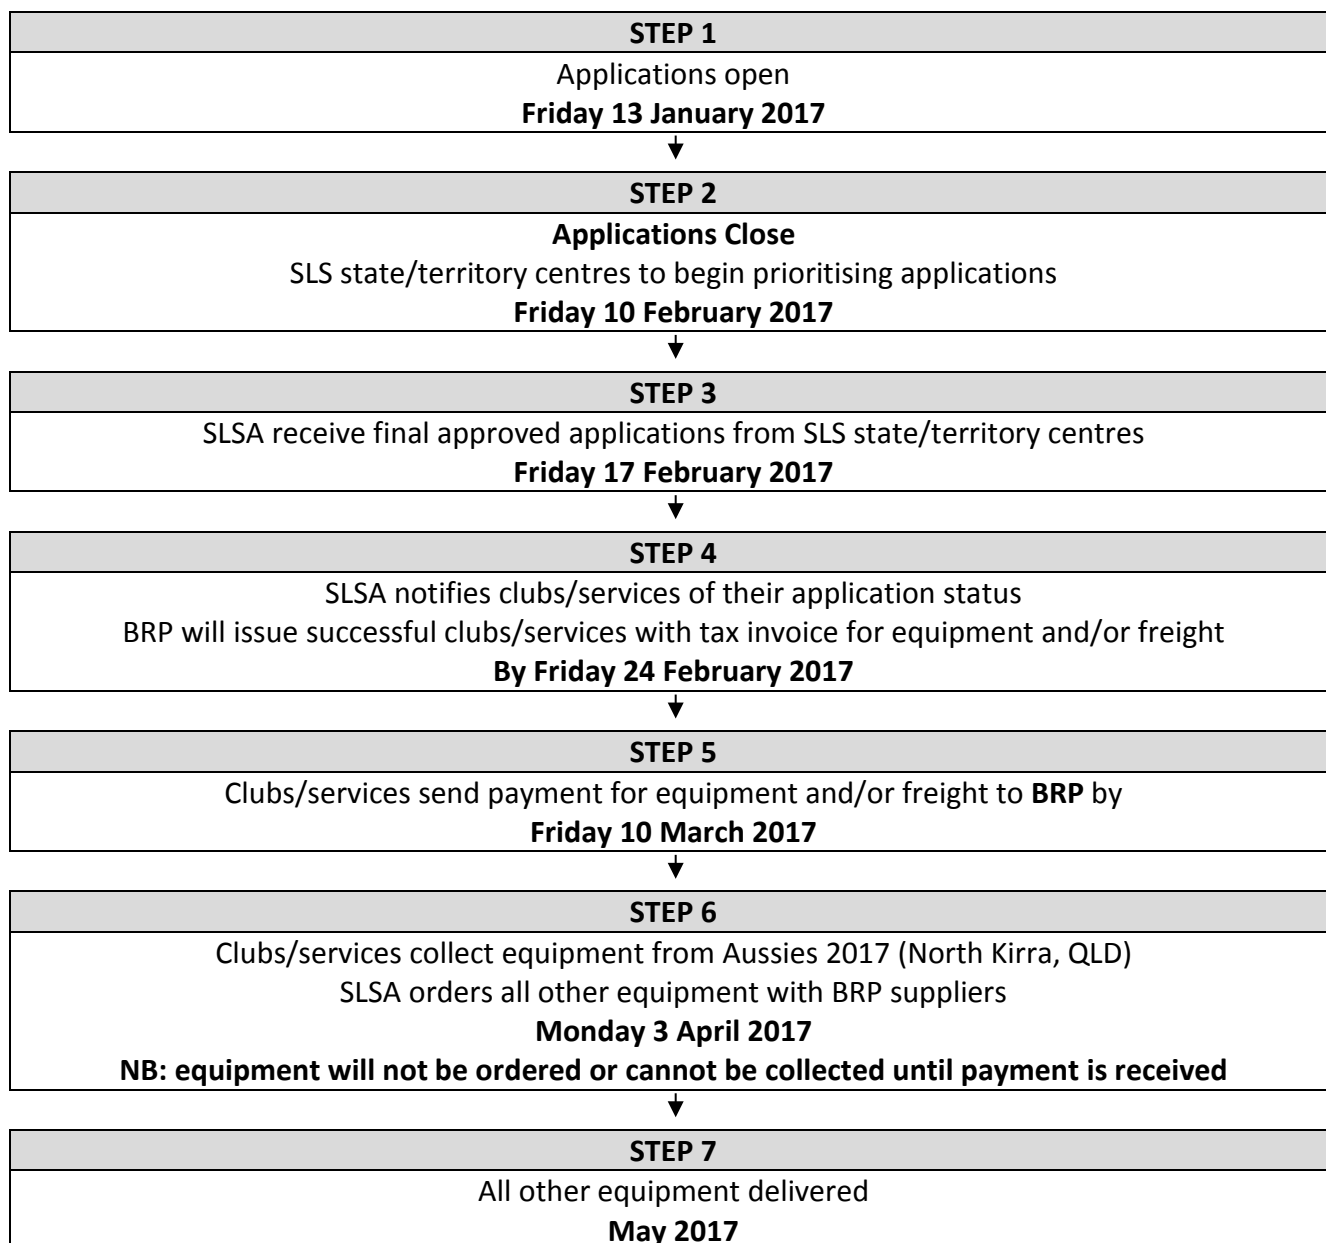 STEP 1
Applications open
Friday 13 January 2017
STEP 2
Applications Close
SLS state/territory centres to begin prioritising applications
Friday 10 February 2017
STEP 3
SLSA receive final approved applications from SLS state/territory centres
Friday 17 February 2017
STEP 4
SLSA notifies clubs/services of their application status
BRP will issue successful clubs/services with tax invoice for equipment and/or freight
By Friday 24 February 2017
STEP 5
Clubs/services send payment for equipment and/or freight to BRP by
Friday 10 March 2017
STEP 6
Clubs/services collect equipment from Aussies 2017 (North Kirra, QLD)
SLSA orders all other equipment with BRP suppliers
Monday 3 April 2017
NB: equipment will not be ordered or cannot be collected until payment is received
STEP 7
All other equipment delivered
May 2017